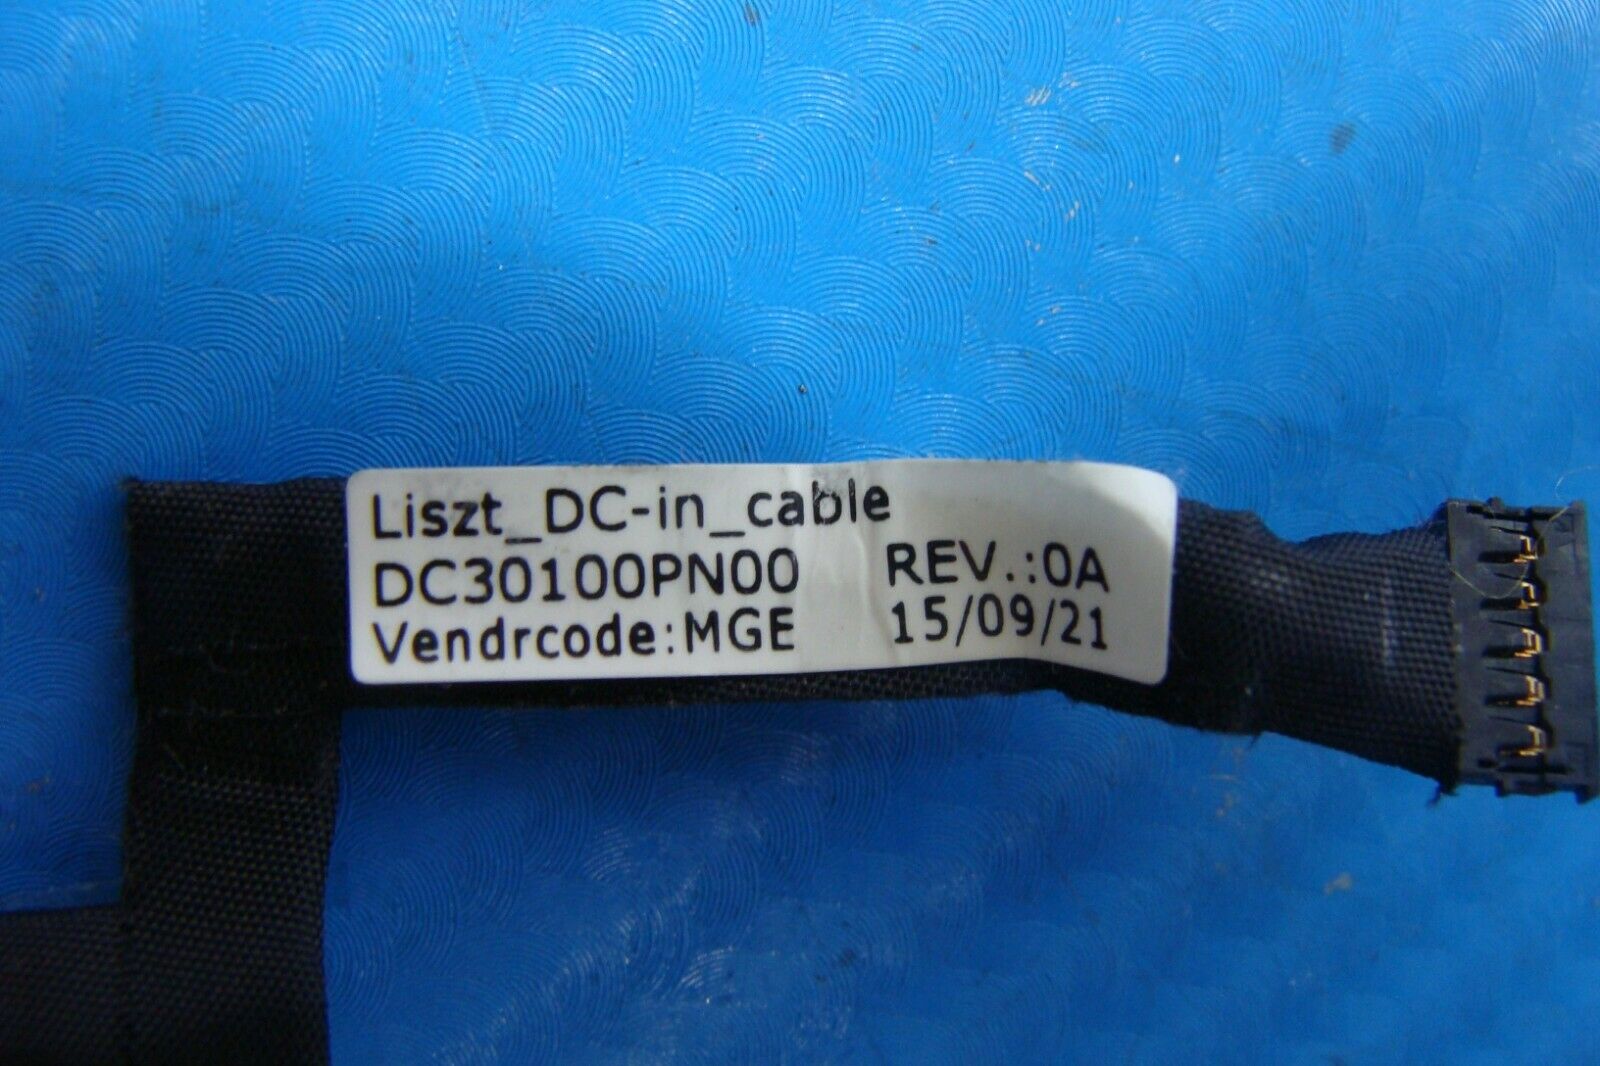 Liszt_DC-in_cable
DC30100PN00 REV.:0A
Vendrcode:MGE 15/09/21